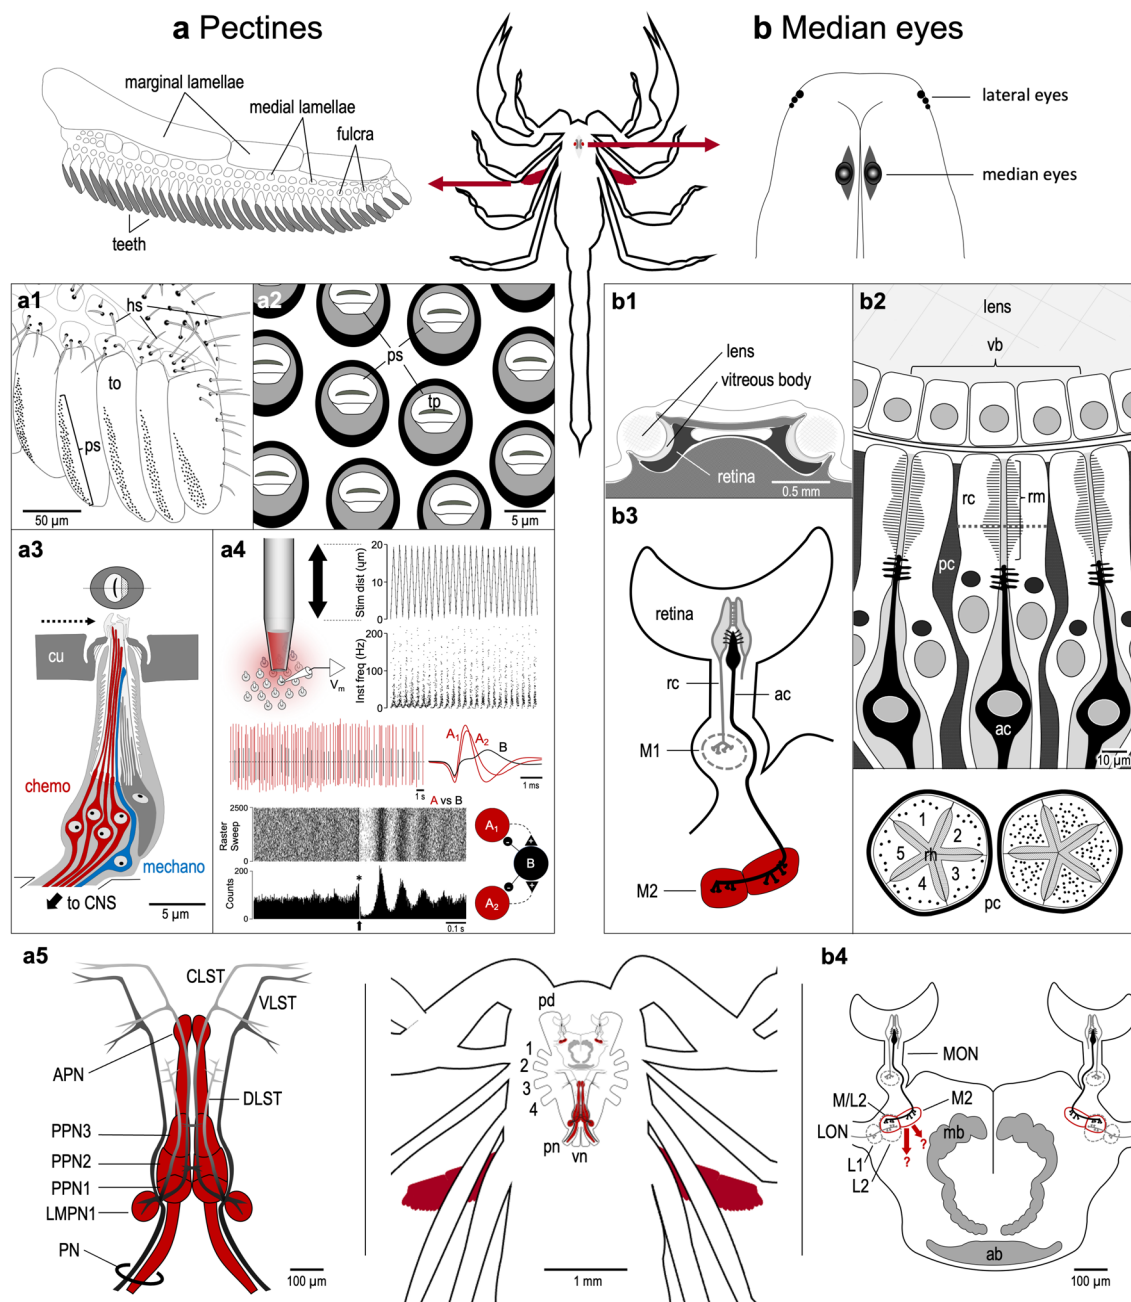 a Pectines
b Median eyes
marginal lamellae
medial lamellae
fulcra
teeth
lateral eyes
median eyes
a1
hs
to
ps
50 µm
a2
ps
tp
5 µm
b1
lens
vitreous body
retina
0.5 mm
b2
lens
vb
rc
rm
pc
ac
10 µm
1
2
3
4
5
rh
pc
a3
cu
chemo
mechano
to CNS
5 µm
a4
Stim dist (µm)
20
10
0
Inst freq (Hz)
200
100
0
Vm
A1
A2
B
1 s
1 ms
A vs B
Raster
Sweep
2500
0
Counts
200
0
*
0.1 s
A1
B
A2
b3
retina
rc
ac
M1
M2
a5
CLST
VLST
APN
DLST
PPN3
PPN2
PPN1
LMPN1
PN
100 µm
pd
1
2
3
4
pn
vn
1 mm
b4
MON
M/L2
M2
LON
mb
?
?
L1
L2
ab
100 µm